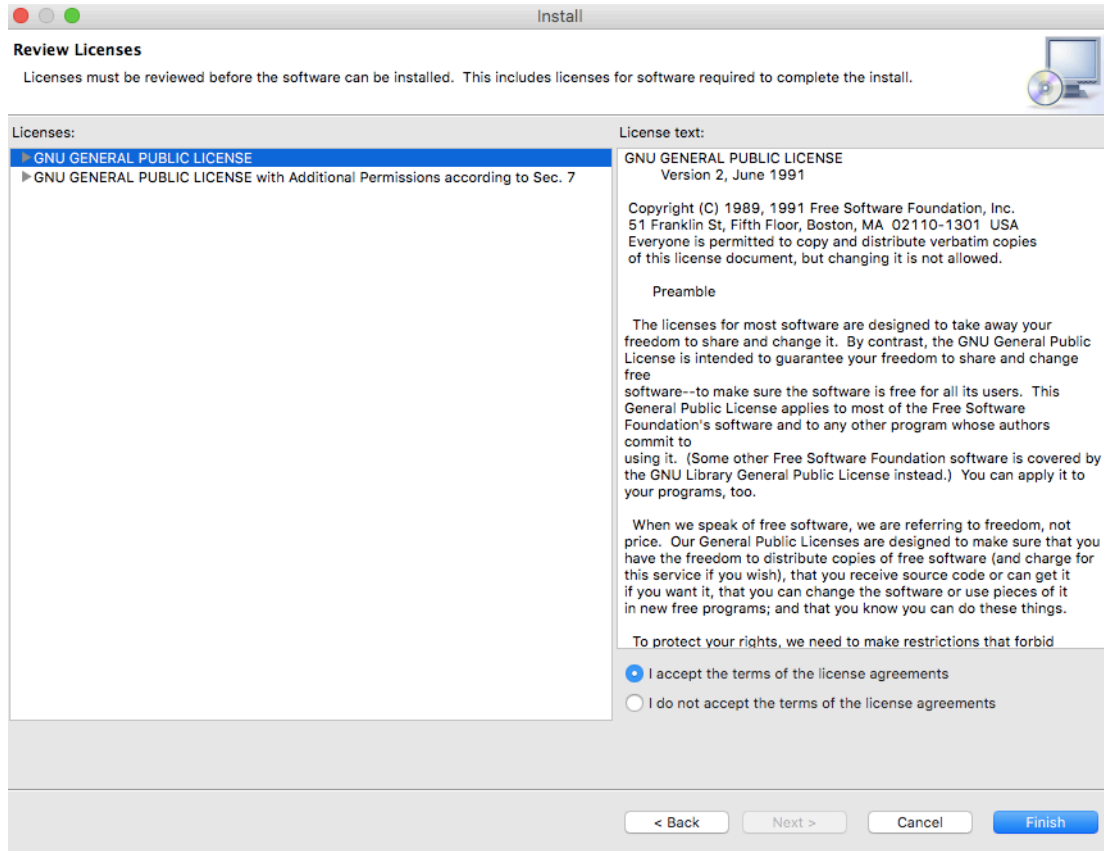 Install
Review Licenses
Licenses must be reviewed before the software can be installed.  This includes licenses for software required to complete the install.
Licenses:
GNU GENERAL PUBLIC LICENSE
GNU GENERAL PUBLIC LICENSE with Additional Permissions according to Sec. 7
License text:
GNU GENERAL PUBLIC LICENSE
Version 2, June 1991
Copyright (C) 1989, 1991 Free Software Foundation, Inc.
51 Franklin St, Fifth Floor, Boston, MA  02110-1301  USA
Everyone is permitted to copy and distribute verbatim copies
of this license document, but changing it is not allowed.
Preamble
The licenses for most software are designed to take away your
freedom to share and change it.  By contrast, the GNU General Public
License is intended to guarantee your freedom to share and change
free
software--to make sure the software is free for all its users.  This
General Public License applies to most of the Free Software
Foundation's software and to any other program whose authors
commit to
using it.  (Some other Free Software Foundation software is covered by
the GNU Library General Public License instead.)  You can apply it to
your programs, too.
When we speak of free software, we are referring to freedom, not
price.  Our General Public Licenses are designed to make sure that you
have the freedom to distribute copies of free software (and charge for
this service if you wish), that you receive source code or can get it
if you want it, that you can change the software or use pieces of it
in new free programs; and that you know you can do these things.
To protect your rights, we need to make restrictions that forbid
I accept the terms of the license agreements
I do not accept the terms of the license agreements
< Back
Next >
Cancel
Finish